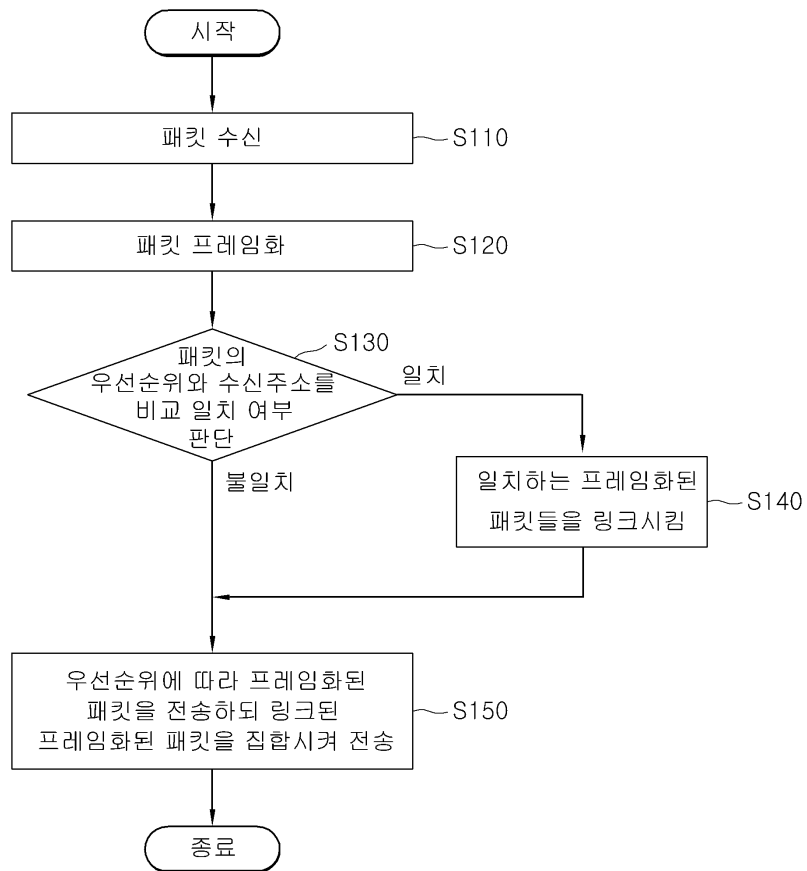 시작
패킷 수신
S110
패킷 프레임화
S120
S130
패킷의
우선순위와 수신주소를
비교 일치 여부
판단
일치
불일치
일치하는 프레임화된
패킷들을 링크시킴
S140
우선순위에 따라 프레임화된
패킷을 전송하되 링크된
프레임화된 패킷을 집합시켜 전송
S150
종료